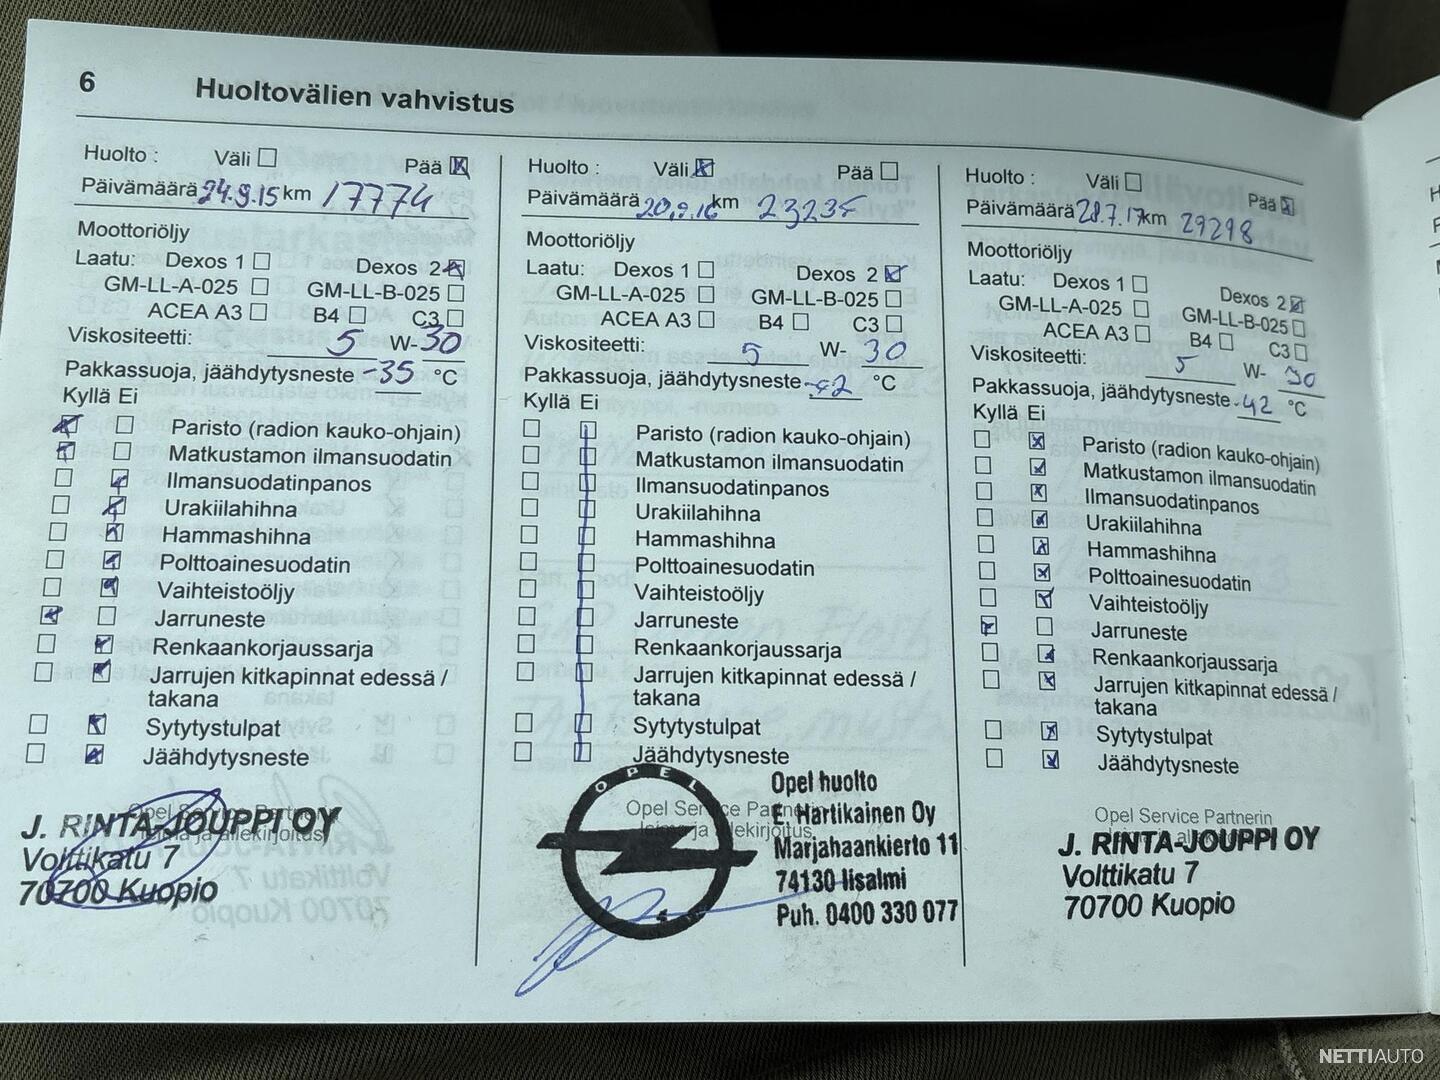 6 Huoltovälien vahvistus
Huolto : Väli Pää
Päivämäärä 24.9.15 km 17774
Moottoriöljy
Laatu: Dexos 1 Dexos 2
GM-LL-A-025 GM-LL-B-025
ACEA A3 B4 C3
Viskositeetti: 5 W- 30
Pakkassuoja, jäähdytysneste -35 °C
Kyllä Ei
Paristo (radion kauko-ohjain)
Matkustamon ilmansuodatin
Ilmansuodatinpanos
Urakiilahihna
Hammashihna
Polttoainesuodatin
Vaihteistoöljy
Jarruneste
Renkaankorjaussarja
Jarrujen kitkapinnat edessä /
takana
Sytytystulpat
Jäähdytysneste
Opel Service Partnerin
leima ja allekirjoitus
J. RINTA-JOUPPI OY
Volttikatu 7
70700 Kuopio
Huolto : Väli Pää
Päivämäärä 20.9.16 km 23235
Moottoriöljy
Laatu: Dexos 1 Dexos 2
GM-LL-A-025 GM-LL-B-025
ACEA A3 B4 C3
Viskositeetti: 5 W- 30
Pakkassuoja, jäähdytysneste -42 °C
Kyllä Ei
Paristo (radion kauko-ohjain)
Matkustamon ilmansuodatin
Ilmansuodatinpanos
Urakiilahihna
Hammashihna
Polttoainesuodatin
Vaihteistoöljy
Jarruneste
Renkaankorjaussarja
Jarrujen kitkapinnat edessä /
takana
Sytytystulpat
Jäähdytysneste
Opel Service Partnerin
leima ja allekirjoitus
OPEL
Opel huolto
E. Hartikainen Oy
Marjahaankierto 11
74130 Iisalmi
Puh. 0400 330 077
Huolto : Väli Pää
Päivämäärä 28.7.17 km 29298
Moottoriöljy
Laatu: Dexos 1 Dexos 2
GM-LL-A-025 GM-LL-B-025
ACEA A3 B4 C3
Viskositeetti: 5 W- 30
Pakkassuoja, jäähdytysneste -42 °C
Kyllä Ei
Paristo (radion kauko-ohjain)
Matkustamon ilmansuodatin
Ilmansuodatinpanos
Urakiilahihna
Hammashihna
Polttoainesuodatin
Vaihteistoöljy
Jarruneste
Renkaankorjaussarja
Jarrujen kitkapinnat edessä /
takana
Sytytystulpat
Jäähdytysneste
Opel Service Partnerin
J. RINTA-JOUPPI OY
Volttikatu 7
70700 Kuopio
NETTIAUTO